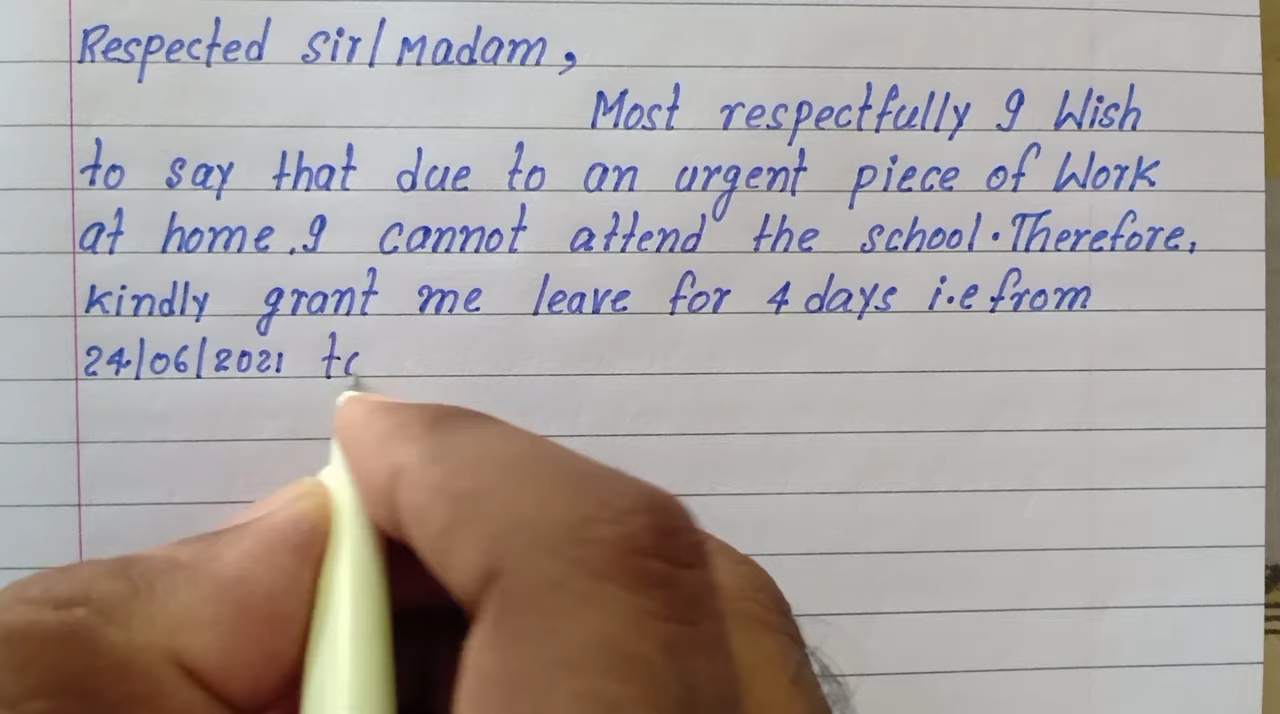 Respected Sir/Madam,
Most respectfully I Wish
to say that due to an urgent piece of Work
at home. I cannot attend the school. Therefore,
kindly grant me leave for 4 days i.e from
24/06/2021 to